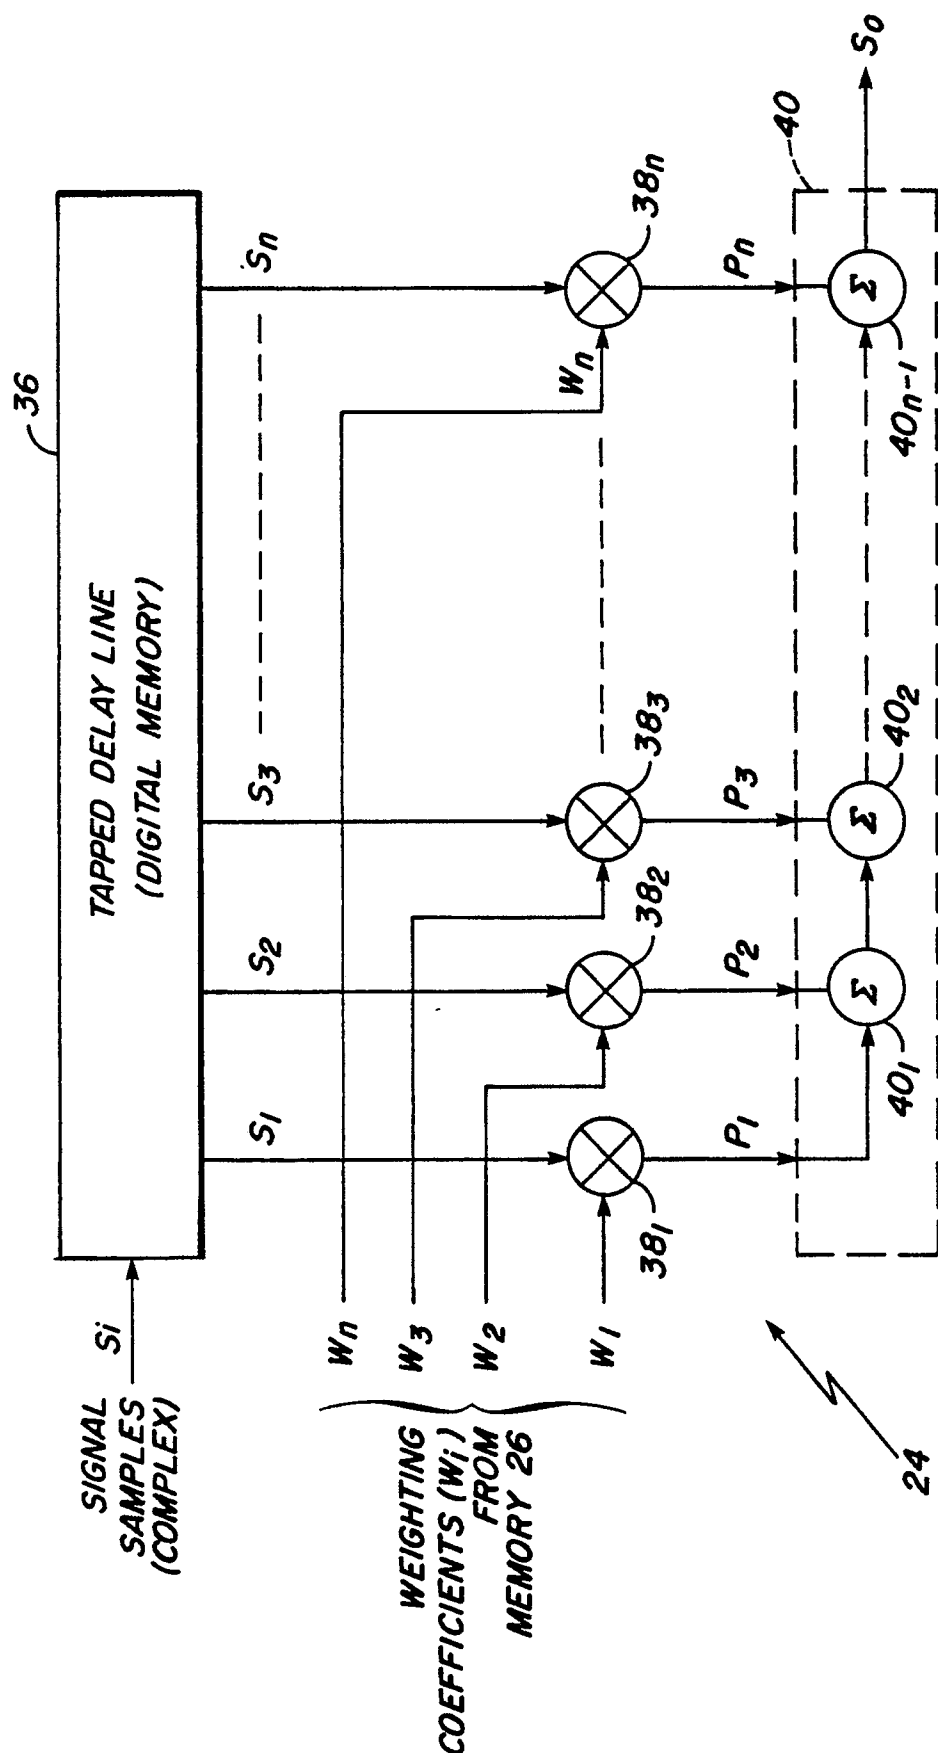 36
TAPPED DELAY LINE
(DIGITAL MEMORY)
SIGNAL
SAMPLES
(COMPLEX)
Si
S1
S2
S3
Sn
Wn
W3
W2
W1
WEIGHTING
COEFFICIENTS (Wi)
FROM
MEMORY 26
Wn
381
382
383
38n
P1
P2
P3
Pn
40
Σ
Σ
Σ
401
402
40n-1
So
24